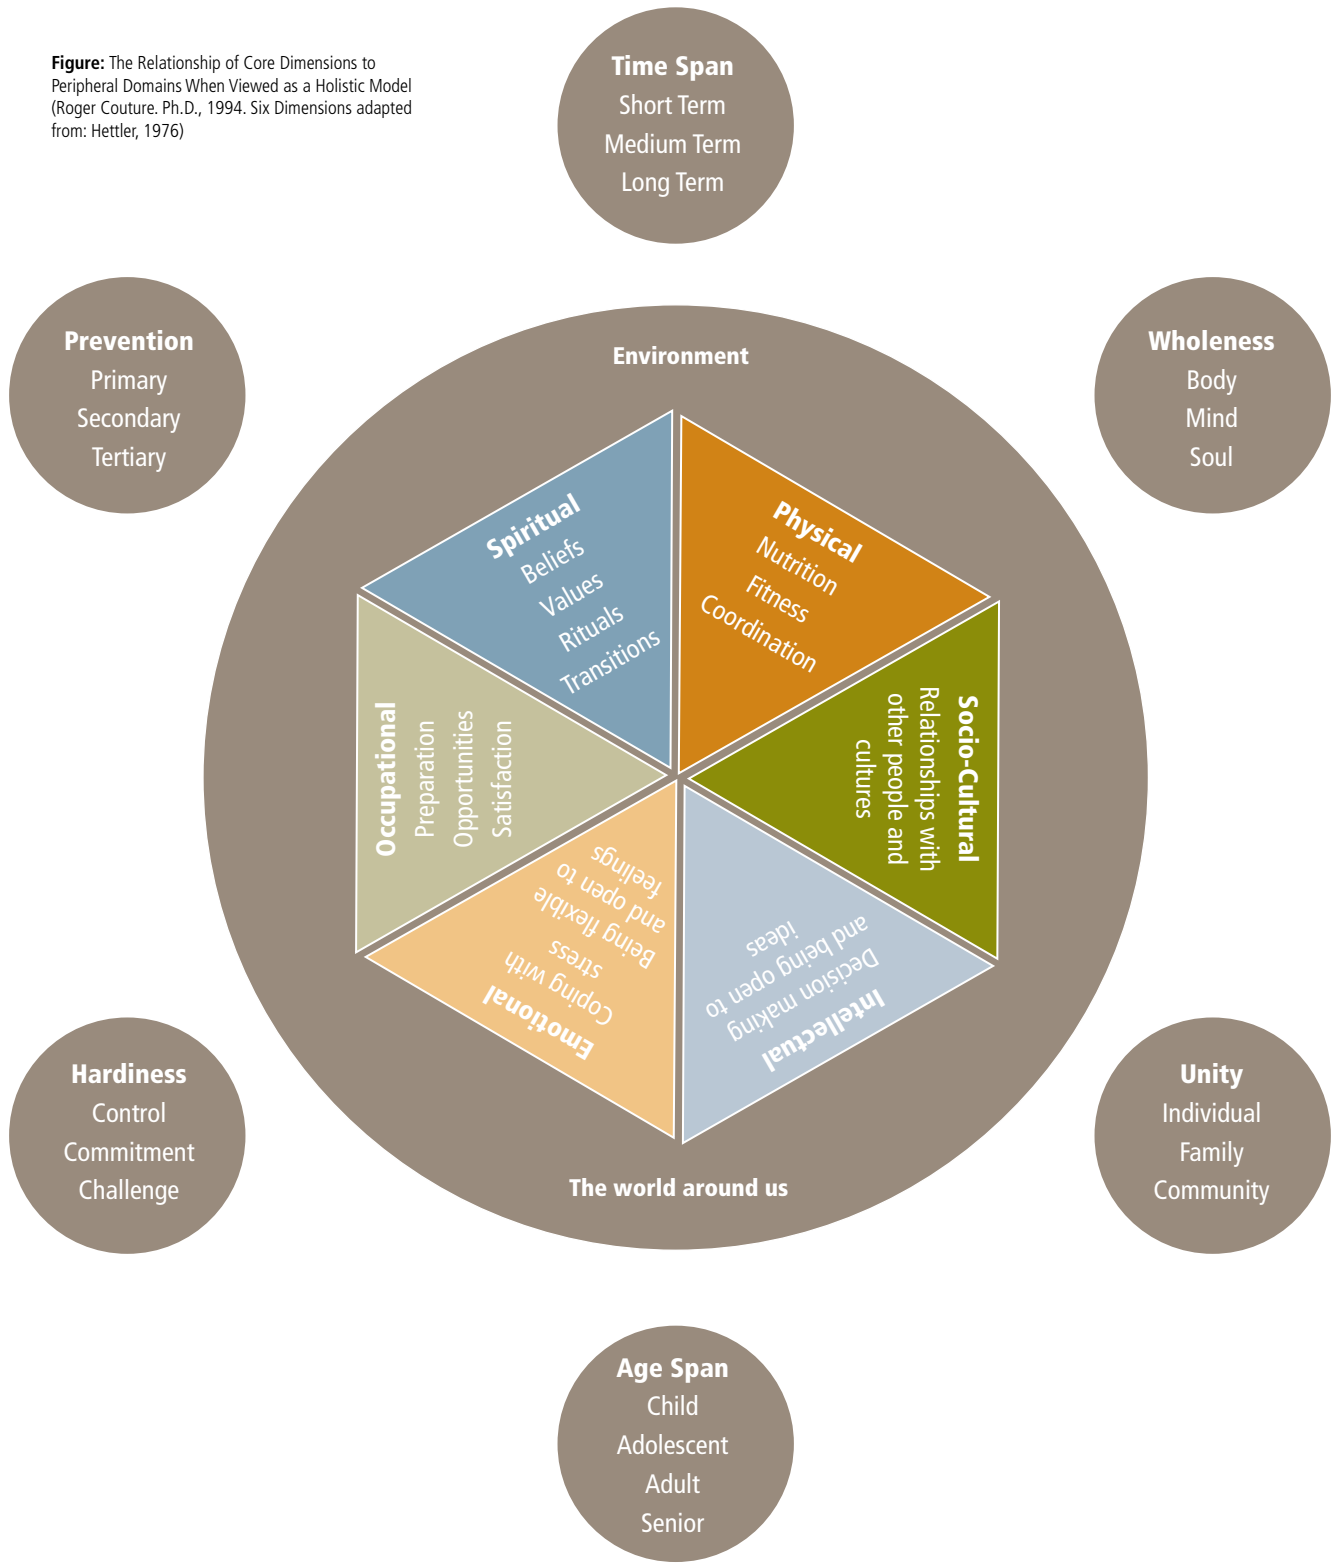 Figure: The Relationship of Core Dimensions to
Peripheral Domains When Viewed as a Holistic Model
(Roger Couture. Ph.D., 1994. Six Dimensions adapted
from: Hettler, 1976)
Time Span
Short Term
Medium Term
Long Term
Prevention
Primary
Secondary
Tertiary
Wholeness
Body
Mind
Soul
Environment
Spiritual
Beliefs
Values
Rituals
Transitions
Physical
Nutrition
Fitness
Coordination
Socio-Cultural
Relationships with
other people and
cultures
Intellectual
Decision making
and being open to
ideas
Emotional
Coping with
stress
Being flexible
and open to
feelings
Occupational
Preparation
Opportunities
Satisfaction
The world around us
Hardiness
Control
Commitment
Challenge
Unity
Individual
Family
Community
Age Span
Child
Adolescent
Adult
Senior